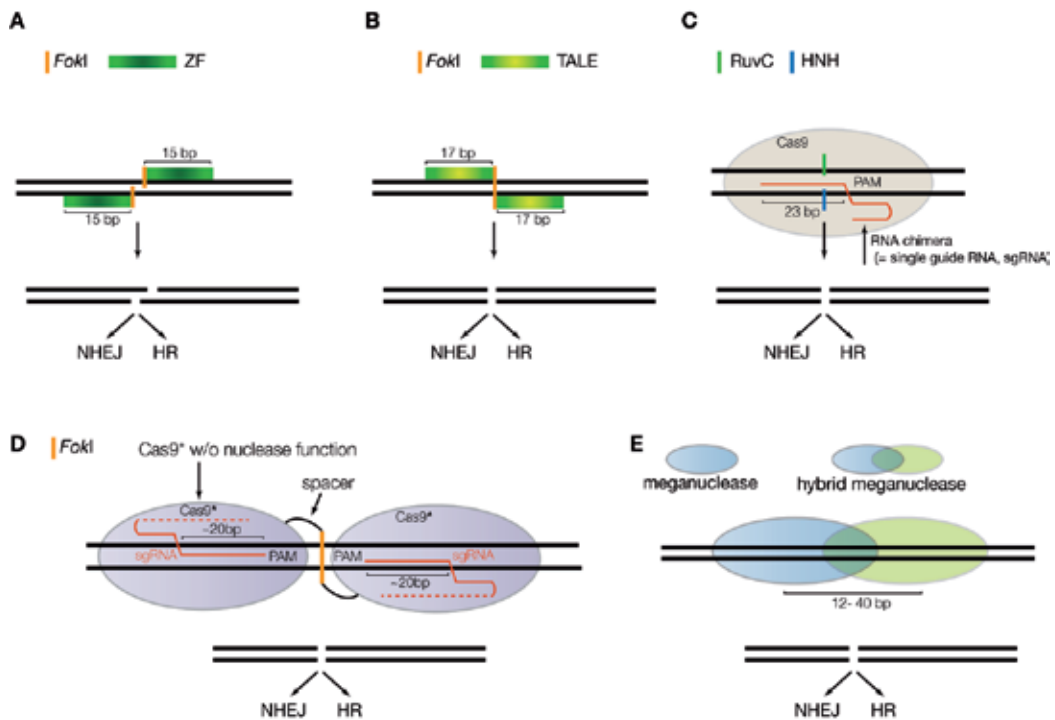 A
FokI ZF
15 bp
15 bp
NHEJ HR
B
FokI TALE
17 bp
17 bp
NHEJ HR
C
RuvC HNH
Cas9
PAM
23 bp
RNA chimera
(= single guide RNA, sgRNA)
NHEJ HR
D
FokI
Cas9* w/o nuclease function
spacer
Cas9*
~20bp
sgRNA
PAM
Cas9*
PAM
sgRNA
~20bp
NHEJ HR
E
meganuclease
hybrid meganuclease
12- 40 bp
NHEJ HR